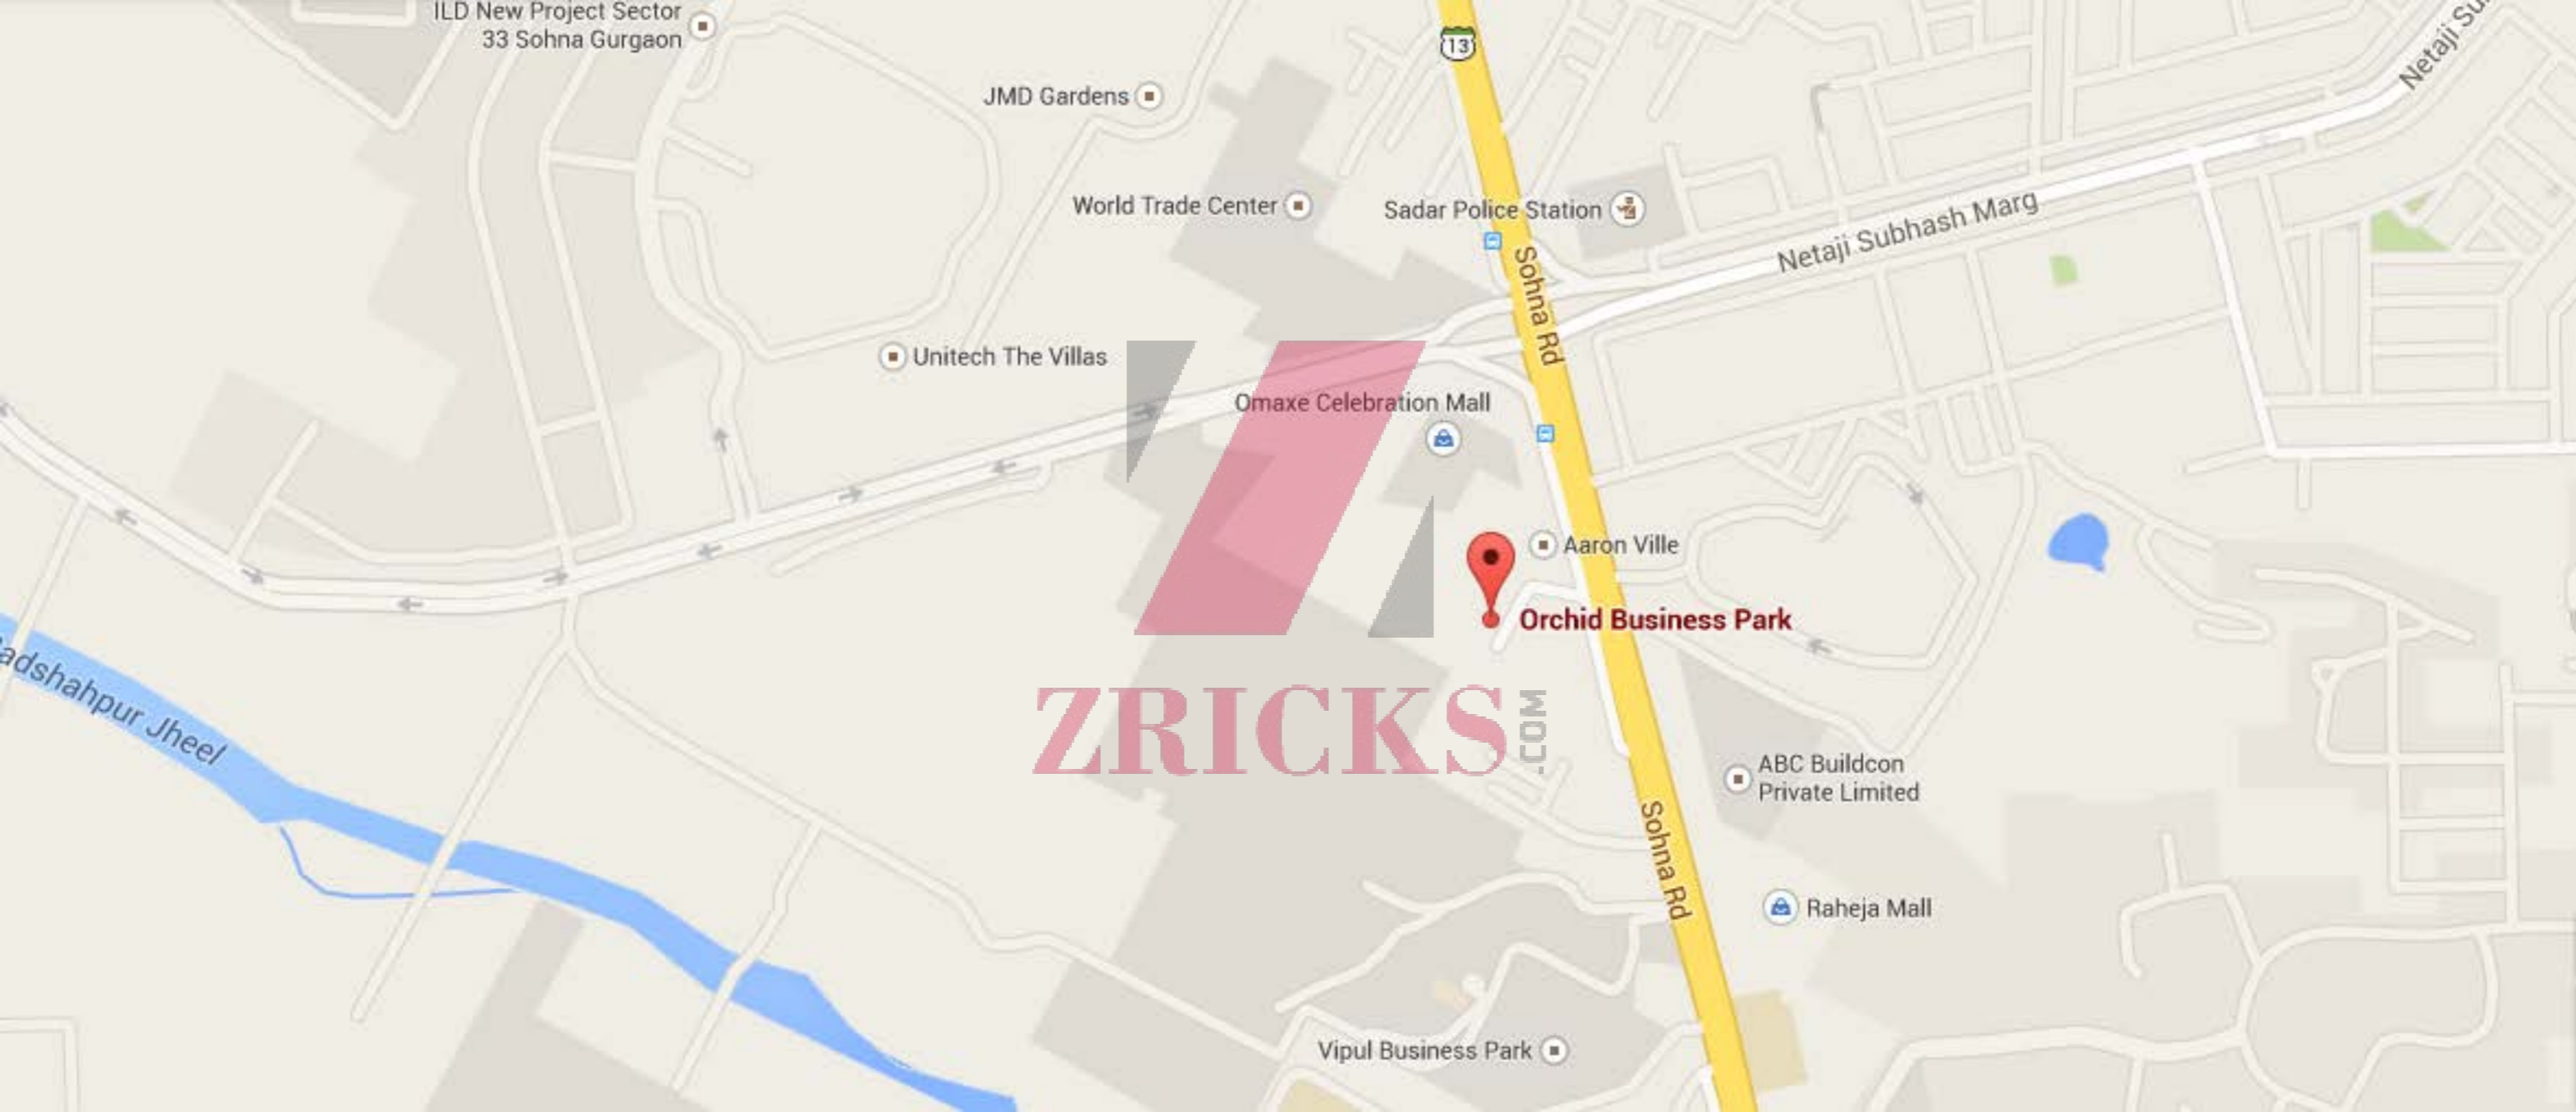 ILD New Project Sector
33 Sohna Gurgaon
13
JMD Gardens
World Trade Center
Sadar Police Station
Netaji Subhash Marg
Sohna Rd
Unitech The Villas
Omaxe Celebration Mall
Aaron Ville
Orchid Business Park
adshahpur Jheel
ZRICKS
.COM
ABC Buildcon
Private Limited
Sohna Rd
Raheja Mall
Vipul Business Park